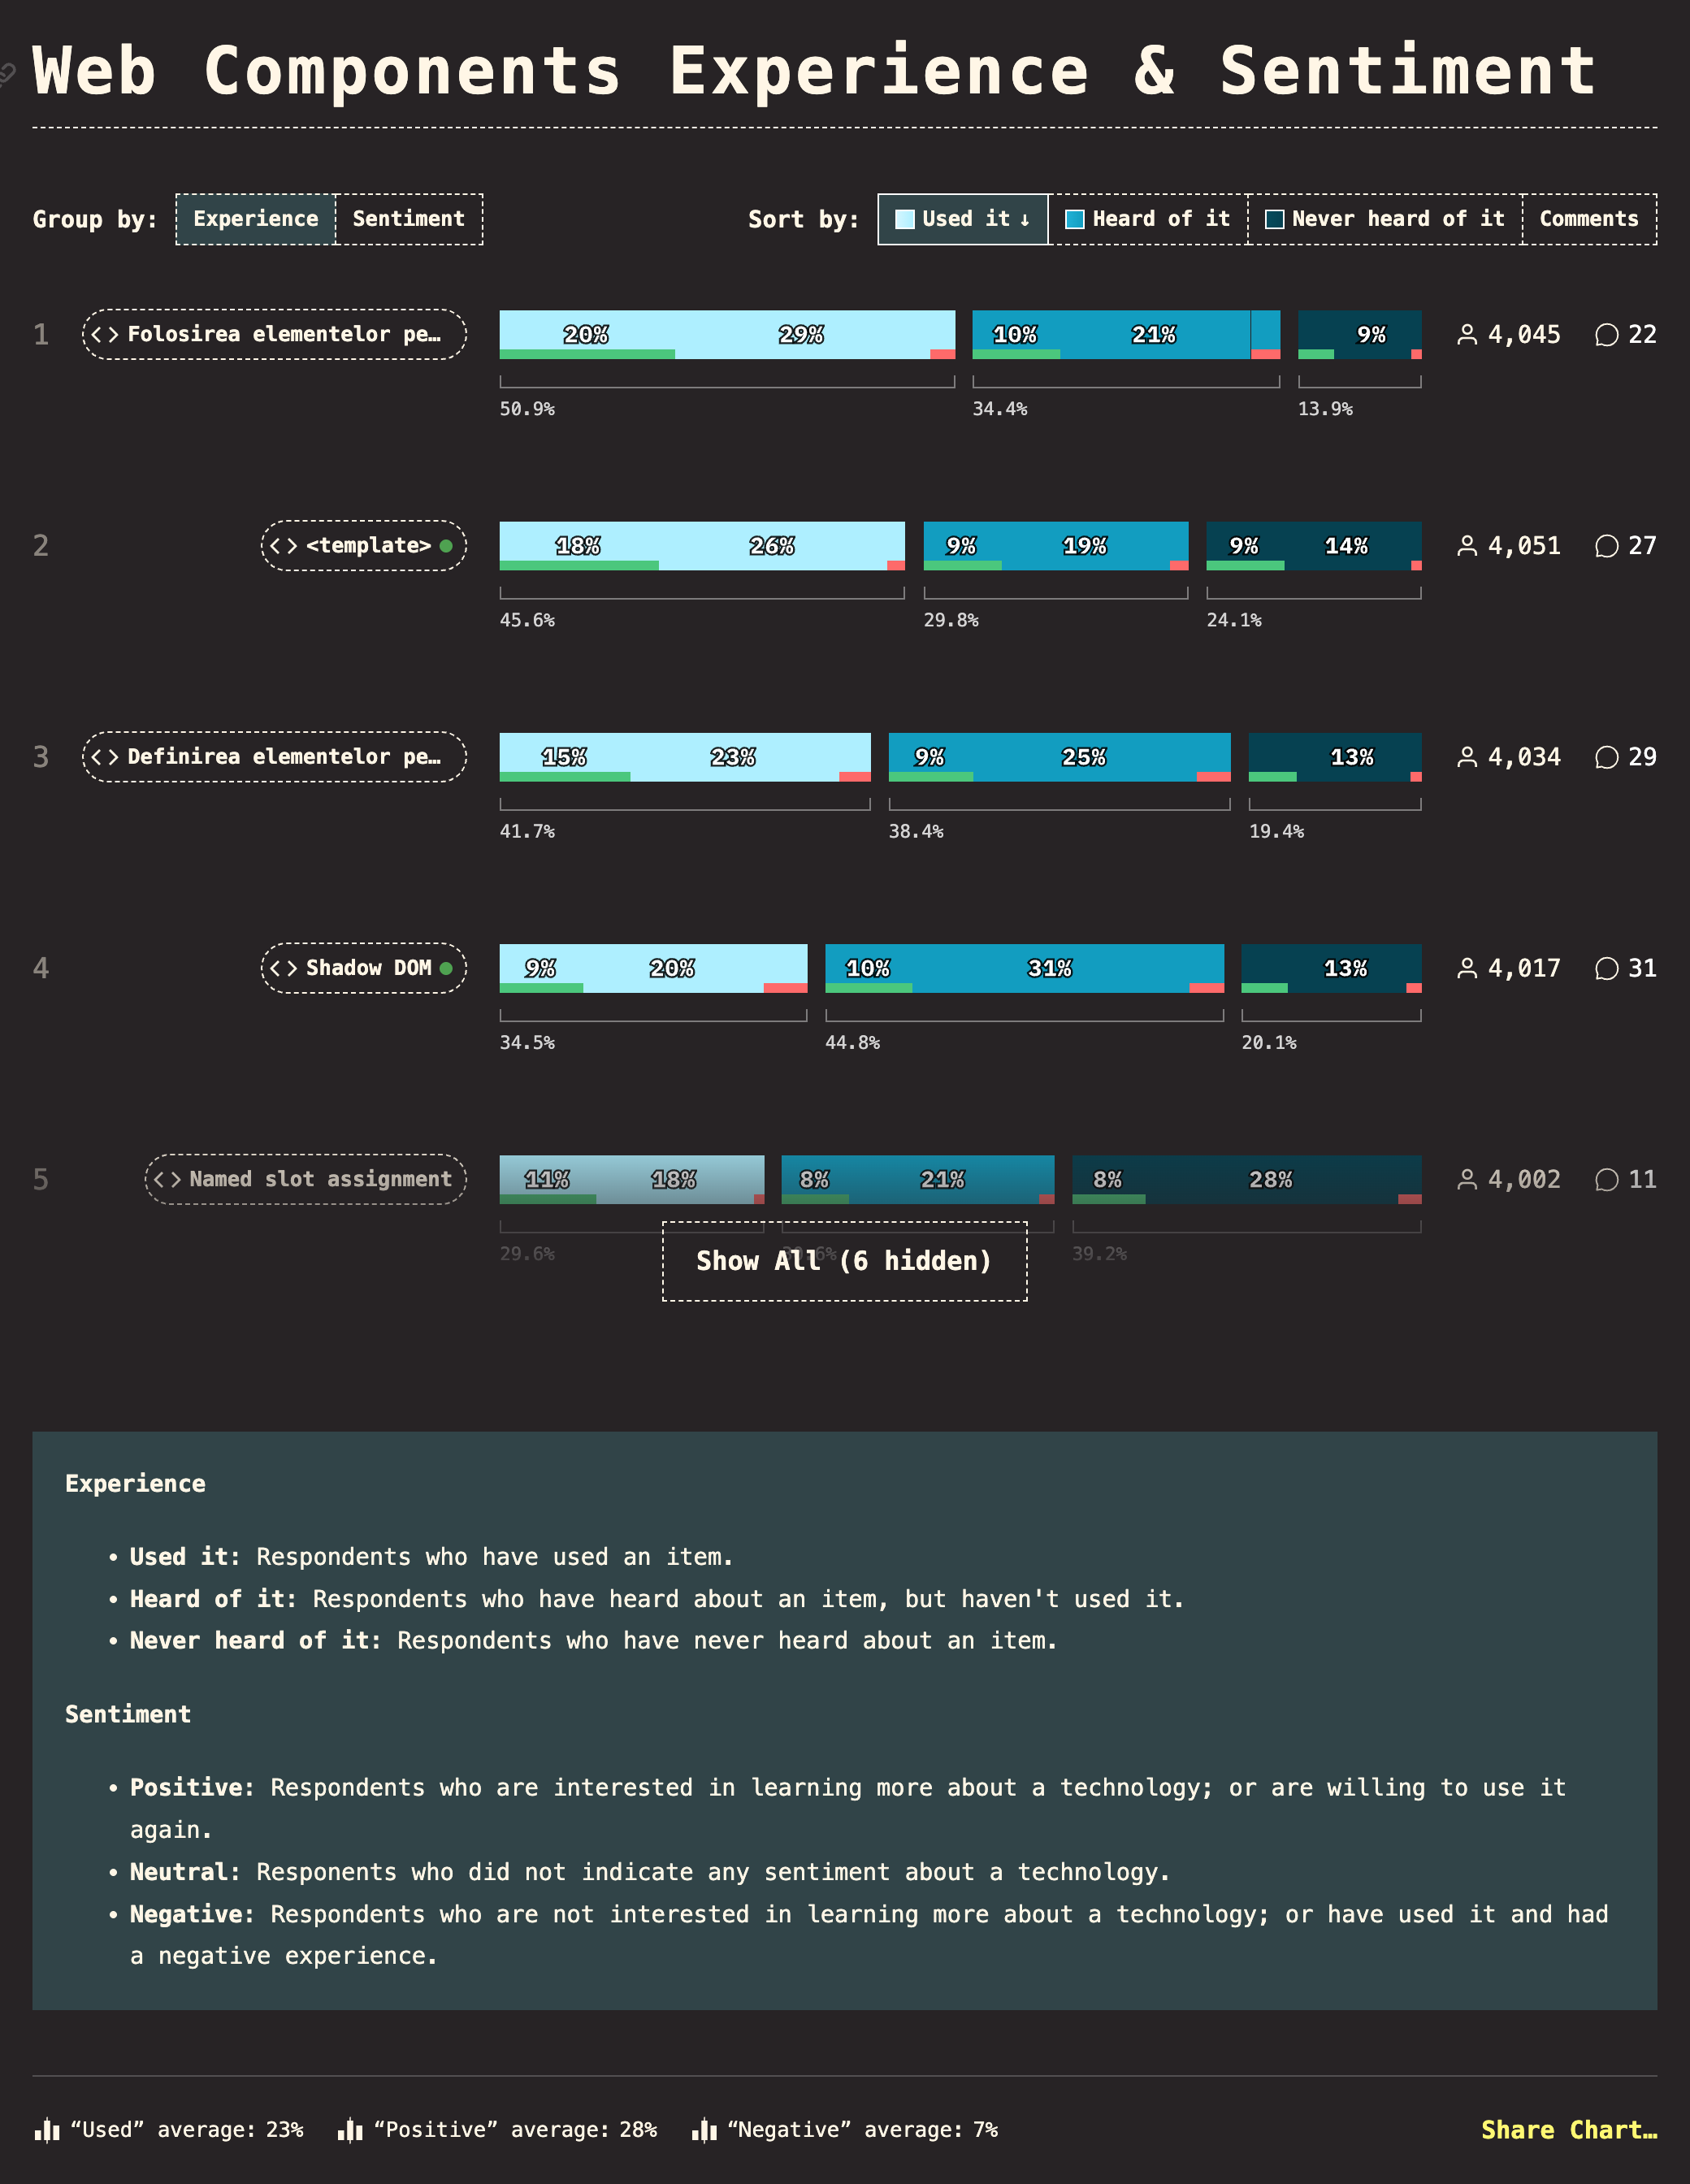 Web Components Experience & Sentiment
Group by: Experience Sentiment Sort by: Used it ↓ Heard of it Never heard of it Comments
1 Folosirea elementelor pe… 20% 29% 10% 21% 9% 4,045 22
50.9% 34.4% 13.9%
2 <template> 18% 26% 9% 19% 9% 14% 4,051 27
45.6% 29.8% 24.1%
3 Definirea elementelor pe… 15% 23% 9% 25% 13% 4,034 29
41.7% 38.4% 19.4%
4 Shadow DOM 9% 20% 10% 31% 13% 4,017 31
34.5% 44.8% 20.1%
5 Named slot assignment 11% 18% 8% 21% 8% 28% 4,002 11
29.6% 39.2%
Show All (6 hidden)
Experience
• Used it: Respondents who have used an item.
• Heard of it: Respondents who have heard about an item, but haven't used it.
• Never heard of it: Respondents who have never heard about an item.
Sentiment
• Positive: Respondents who are interested in learning more about a technology; or are willing to use it
again.
• Neutral: Responents who did not indicate any sentiment about a technology.
• Negative: Respondents who are not interested in learning more about a technology; or have used it and had
a negative experience.
“Used” average: 23% “Positive” average: 28% “Negative” average: 7% Share Chart…